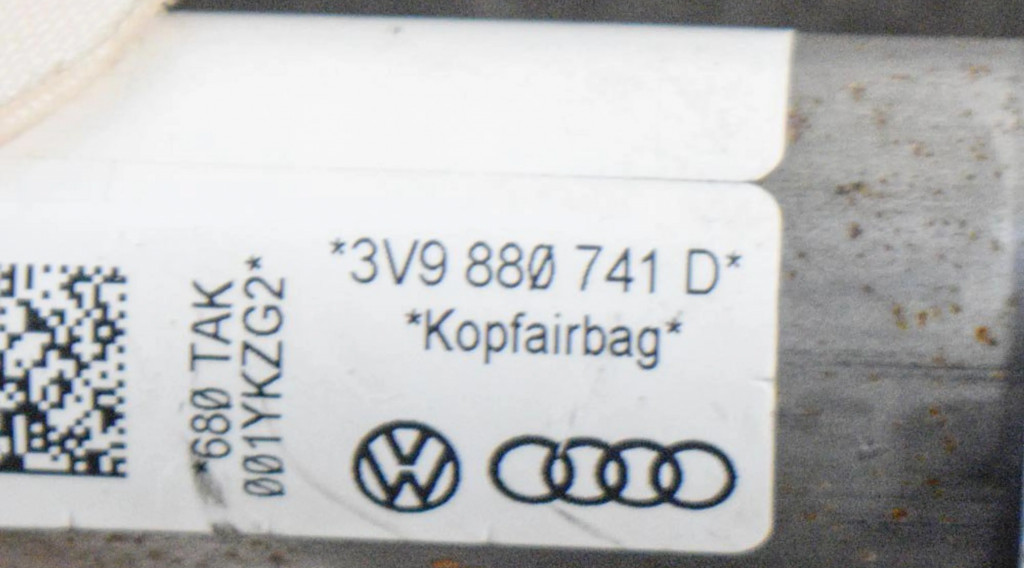 *3V9 880 741 D*
*Kopfairbag*
*680 TAK
001YKZG2*